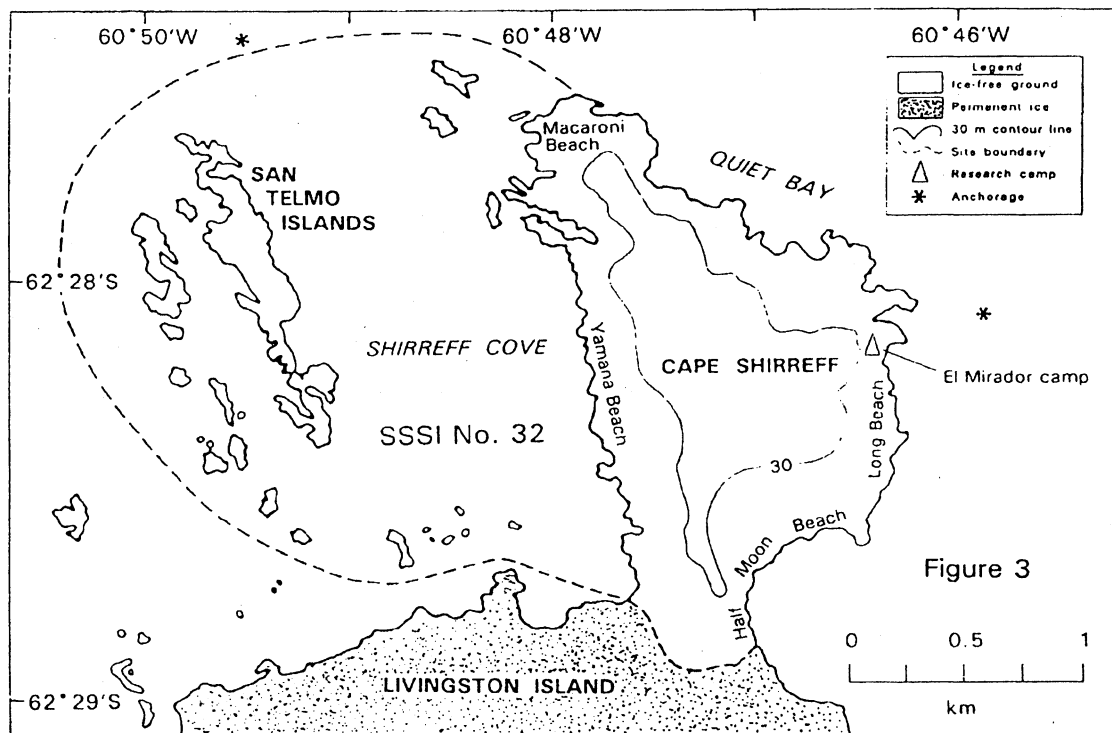 60°50'W
60°48'W
60°46'W
Legend
Ice-free ground
Permanent ice
30 m contour line
Site boundary
Research camp
Anchorage
Macaroni
Beach
QUIET BAY
SAN
TELMO
ISLANDS
62°28'S
SHIRREFF COVE
Yamana Beach
CAPE SHIRREFF
El Mirador camp
SSSI No. 32
30
Long Beach
Half Moon Beach
Figure 3
0 0.5 1
km
LIVINGSTON ISLAND
62°29'S